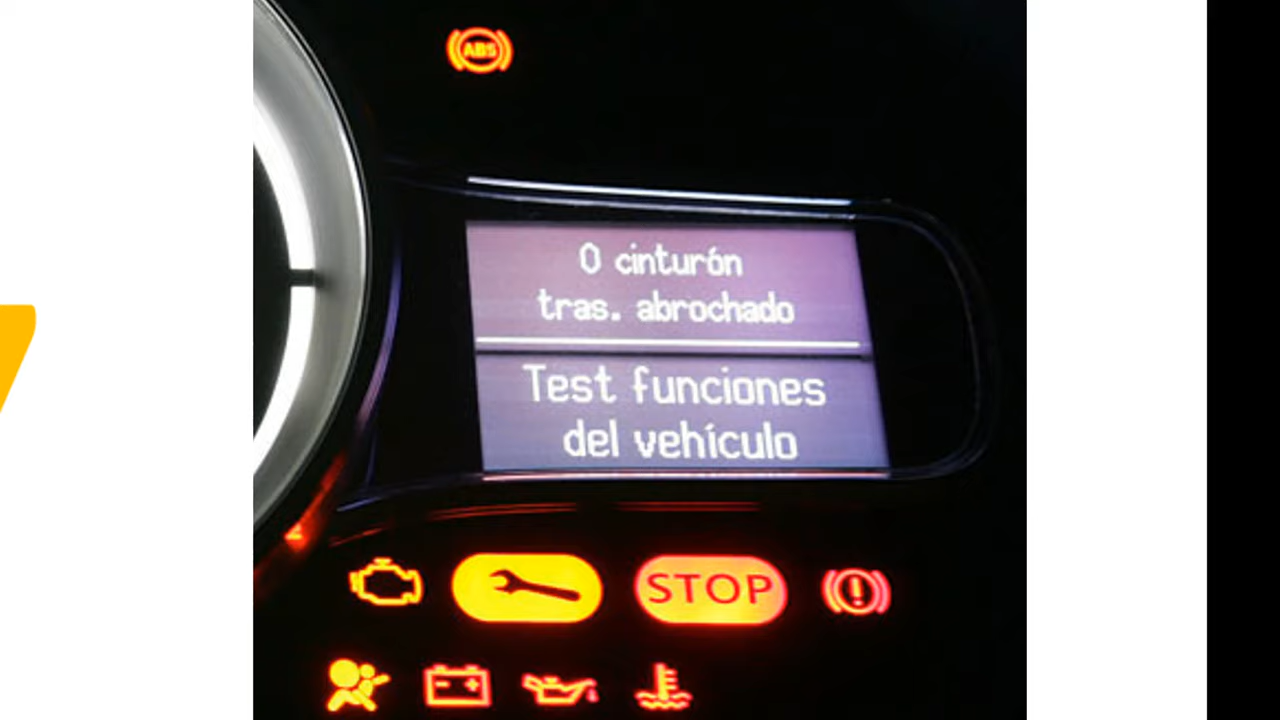 ABS
0 cinturón
tras. abrochado
Test funciones
del vehículo
STOP